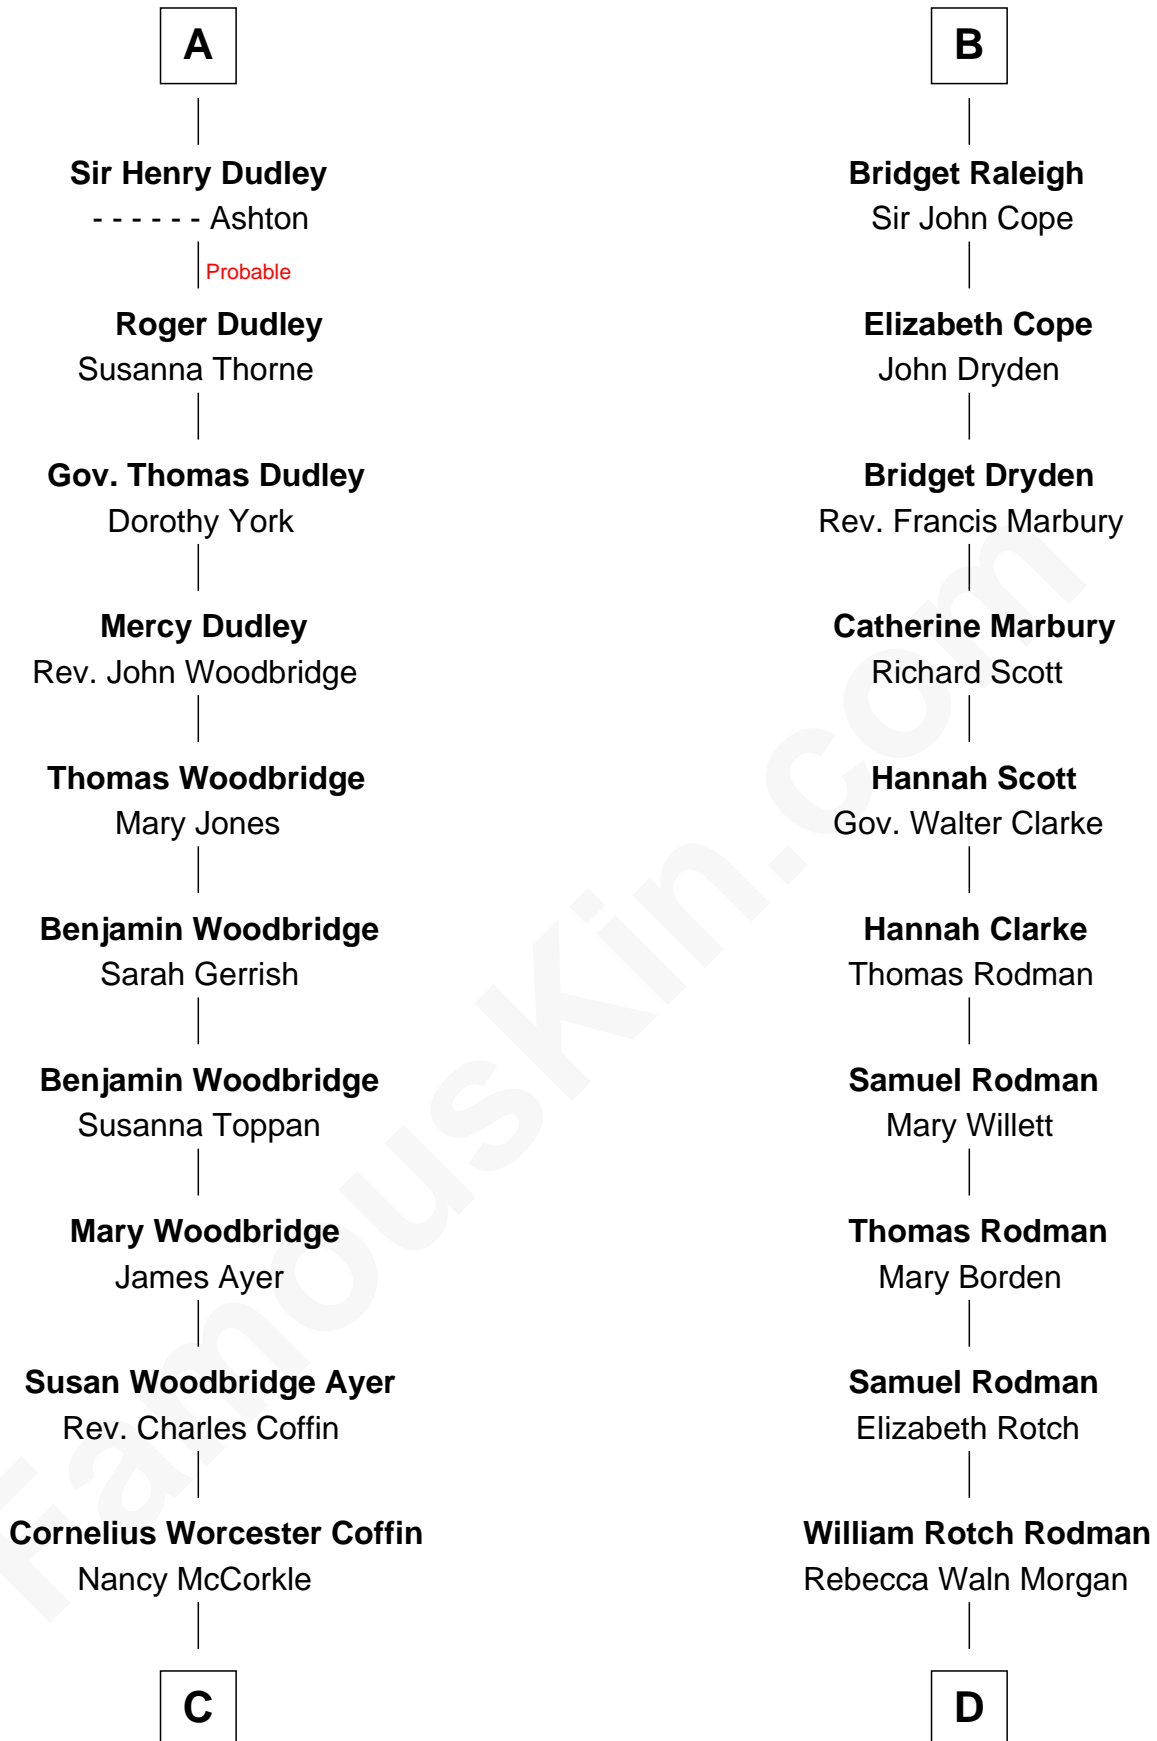 A
Sir Henry Dudley
- - - - - - Ashton
Probable
Roger Dudley
Susanna Thorne
Gov. Thomas Dudley
Dorothy York
Mercy Dudley
Rev. John Woodbridge
Thomas Woodbridge
Mary Jones
Benjamin Woodbridge
Sarah Gerrish
Benjamin Woodbridge
Susanna Toppan
Mary Woodbridge
James Ayer
Susan Woodbridge Ayer
Rev. Charles Coffin
Cornelius Worcester Coffin
Nancy McCorkle
C
B
Bridget Raleigh
Sir John Cope
Elizabeth Cope
John Dryden
Bridget Dryden
Rev. Francis Marbury
Catherine Marbury
Richard Scott
Hannah Scott
Gov. Walter Clarke
Hannah Clarke
Thomas Rodman
Samuel Rodman
Mary Willett
Thomas Rodman
Mary Borden
Samuel Rodman
Elizabeth Rotch
William Rotch Rodman
Rebecca Waln Morgan
D
FamousKin.com